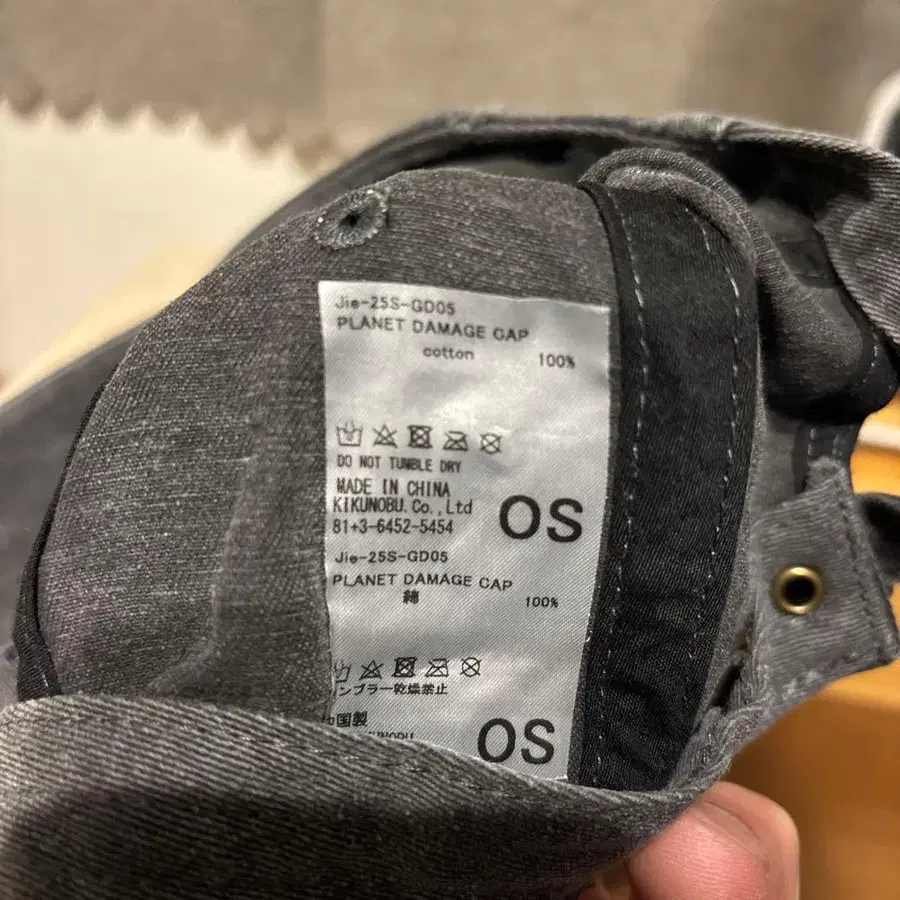 Jie-25S-GD05
PLANET DAMAGE CAP
cotton 100%
DO NOT TUMBLE DRY
MADE IN CHINA
KIKUNOBU.Co.,Ltd
81+3-6452-5454
OS
Jie-25S-GD05
PLANET DAMAGE CAP
綿 100%
ンブラー乾燥禁止
国製
OS